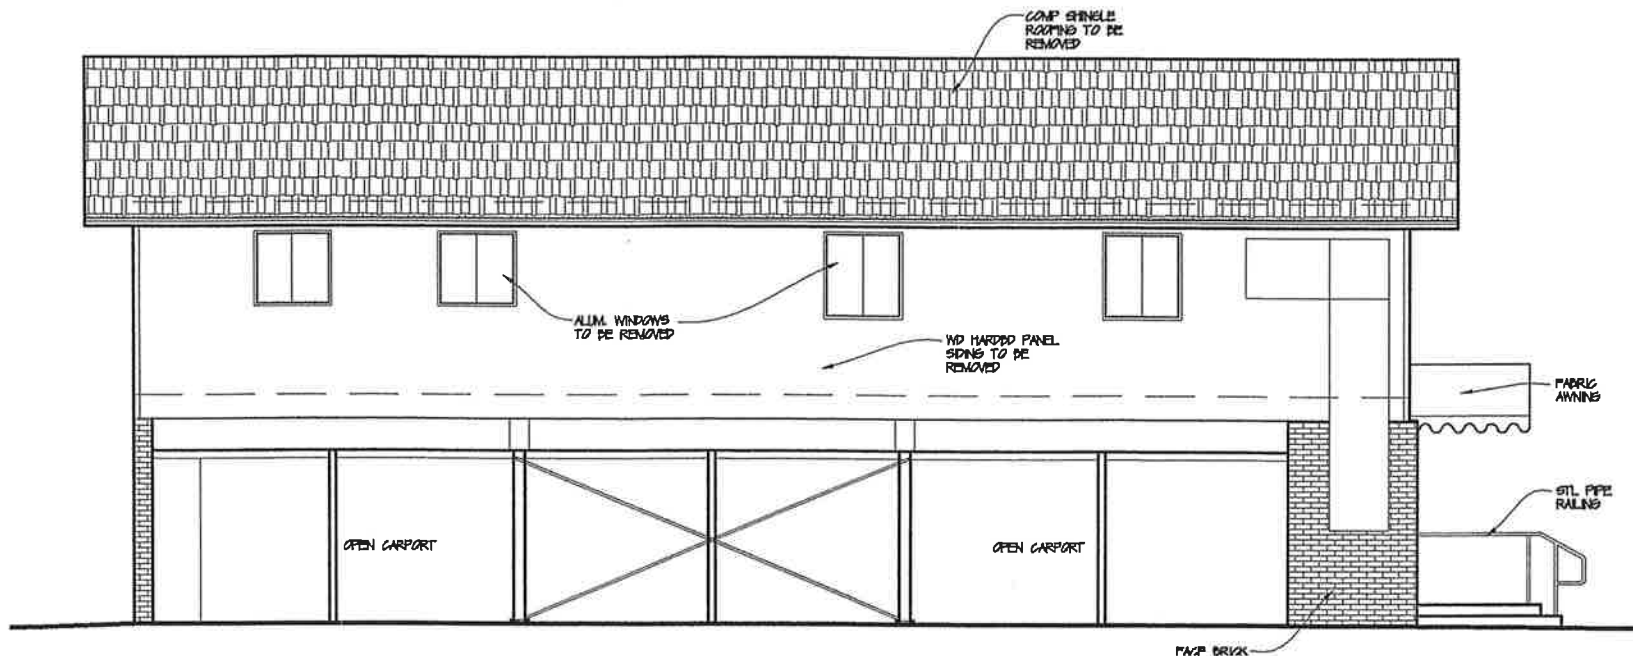 COMP SHINGLE
ROOFING TO BE
REMOVED
ALUM. WINDOWS
TO BE REMOVED
WD HARDBD PANEL
SIDING TO BE
REMOVED
FABRIC
AWNING
STL PIPE
RAILING
OPEN CARPORT
OPEN CARPORT
FACE BRICK